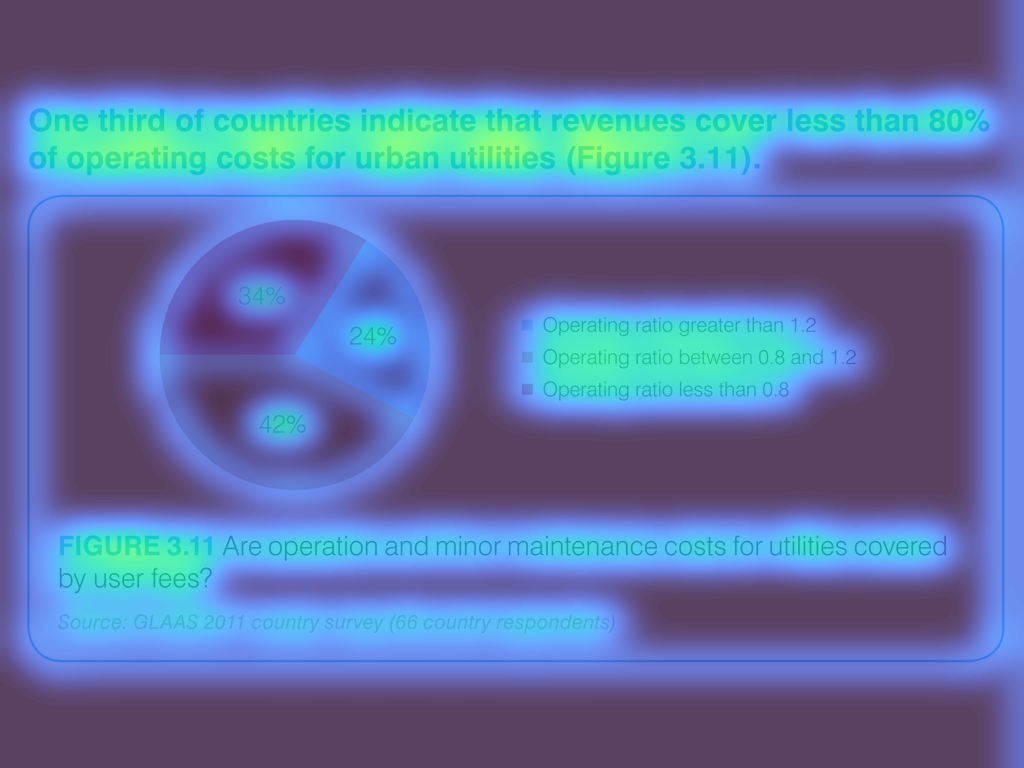 One third of countries indicate that revenues cover less than 80%
of operating costs for urban utilities (Figure 3.11).
34%
24%
42%
Operating ratio greater than 1.2
Operating ratio between 0.8 and 1.2
Operating ratio less than 0.8
FIGURE 3.11 Are operation and minor maintenance costs for utilities covered
by user fees?
Source: GLAAS 2011 country survey (66 country respondents)